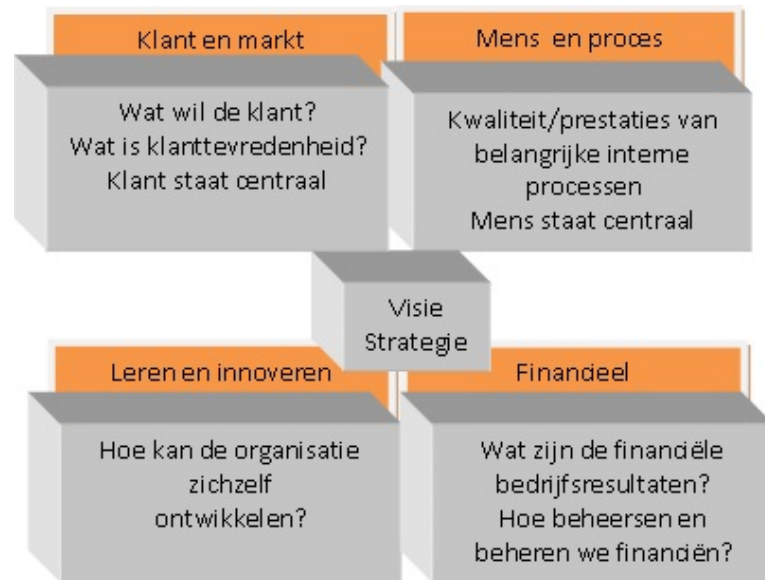 Klant en markt
Wat wil de klant?
Wat is klanttevredenheid?
Klant staat centraal
Mens en proces
Kwaliteit/prestaties van
belangrijke interne
processen
Mens staat centraal
Visie
Strategie
Leren en innoveren
Hoe kan de organisatie
zichzelf
ontwikkelen?
Financieel
Wat zijn de financiële
bedrijfsresultaten?
Hoe beheersen en
beheren we financiën?